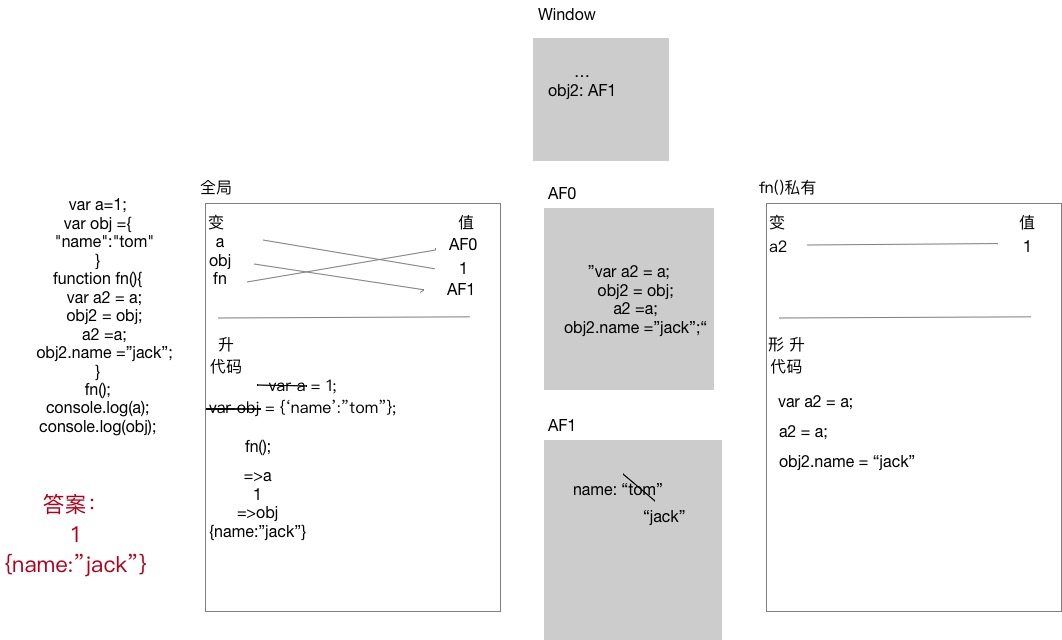 Window
...
obj2: AF1
var a=1;
var obj ={
"name":"tom"
}
function fn(){
var a2 = a;
obj2 = obj;
a2 =a;
obj2.name =”jack”;
}
fn();
console.log(a);
console.log(obj);
答案：
1
{name:”jack”}
全局
变 值
a AF0
obj 1
fn AF1
升
代码
var a = 1;
var obj = {‘name’:”tom”};
fn();
=>a
1
=>obj
{name:”jack”}
AF0
”var a2 = a;
obj2 = obj;
a2 =a;
obj2.name =”jack”;“
AF1
name: “tom”
“jack”
fn()私有
变 值
a2 1
形 升
代码
var a2 = a;
a2 = a;
obj2.name = “jack”